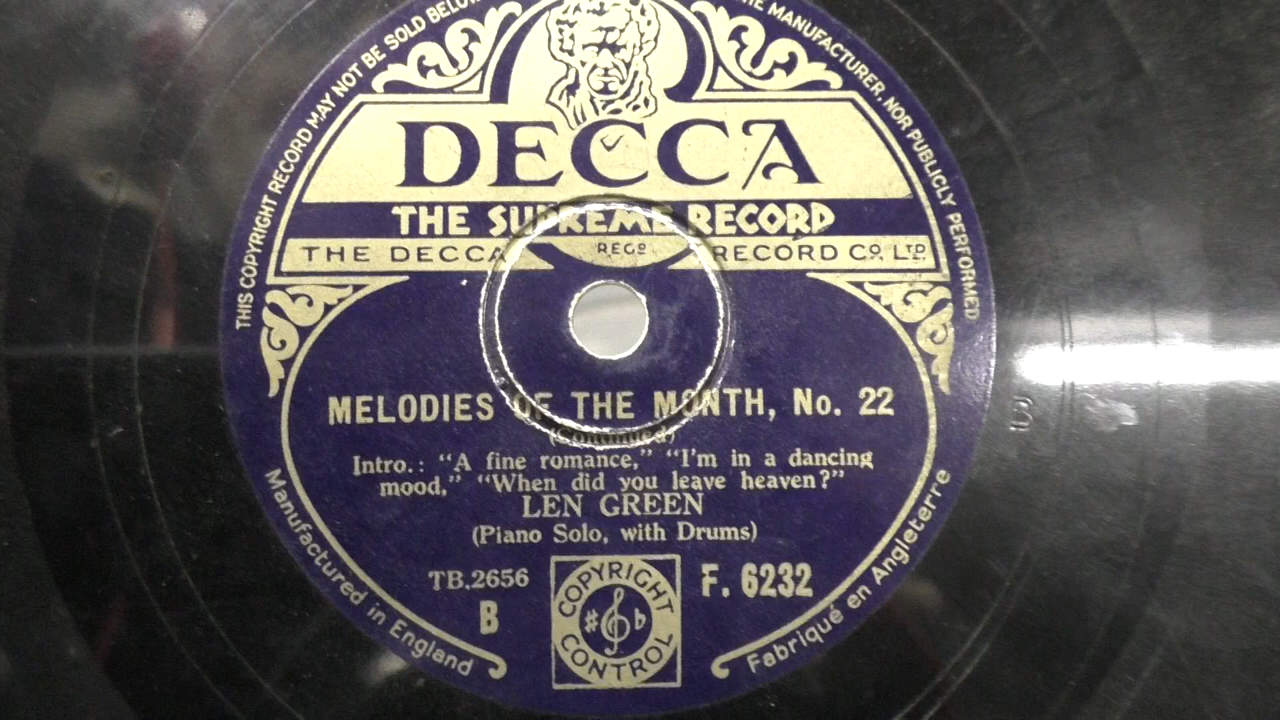 THIS COPYRIGHT RECORD MAY NOT BE SOLD BELOW
THE MANUFACTURER, NOR PUBLICLY PERFORMED
DECCA
THE SUPREME RECORD
THE DECCA REGD RECORD CO. LTD.
MELODIES OF THE MONTH, No. 22
(Continued)
Intro.: “A fine romance,” “I'm in a dancing
mood,” “When did you leave heaven?”
LEN GREEN
(Piano Solo, with Drums)
TB.2656
B
F. 6232
COPYRIGHT
CONTROL
Manufactured in England
Fabriqué en Angleterre
B